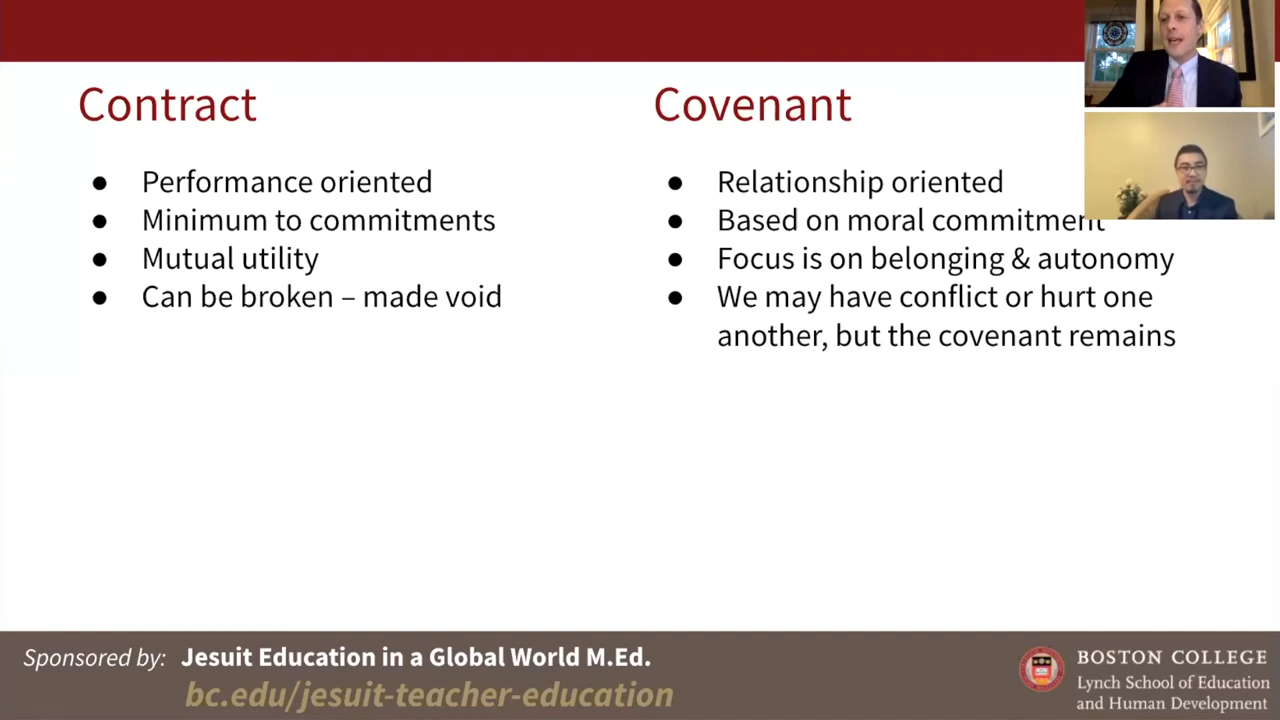 Contract
● Performance oriented
● Minimum to commitments
● Mutual utility
● Can be broken – made void
Covenant
● Relationship oriented
● Based on moral commitment
● Focus is on belonging & autonomy
● We may have conflict or hurt one
another, but the covenant remains
Sponsored by: Jesuit Education in a Global World M.Ed.
bc.edu/jesuit-teacher-education
BOSTON COLLEGE
Lynch School of Education
and Human Development